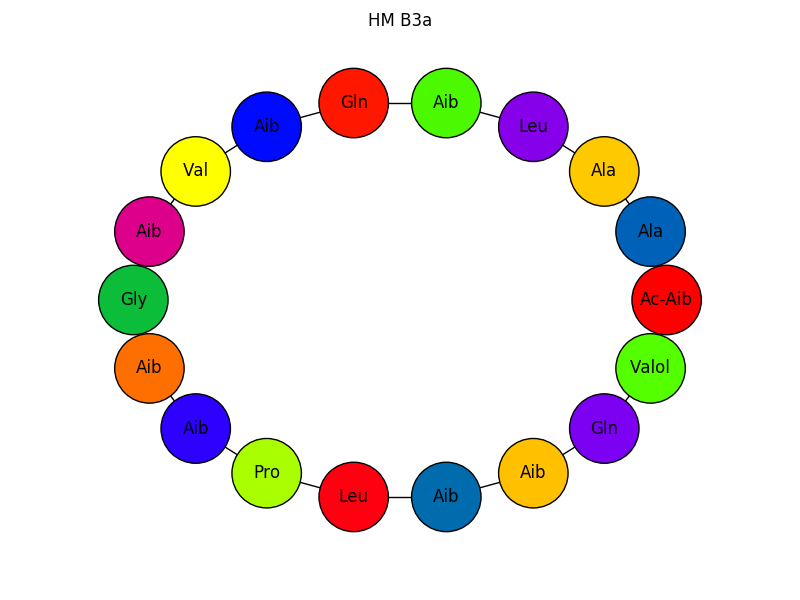 HM B3a
Gln
Aib
Aib
Leu
Val
Ala
Aib
Ala
Gly
Ac-Aib
Aib
Valol
Aib
Gln
Pro
Aib
Leu
Aib